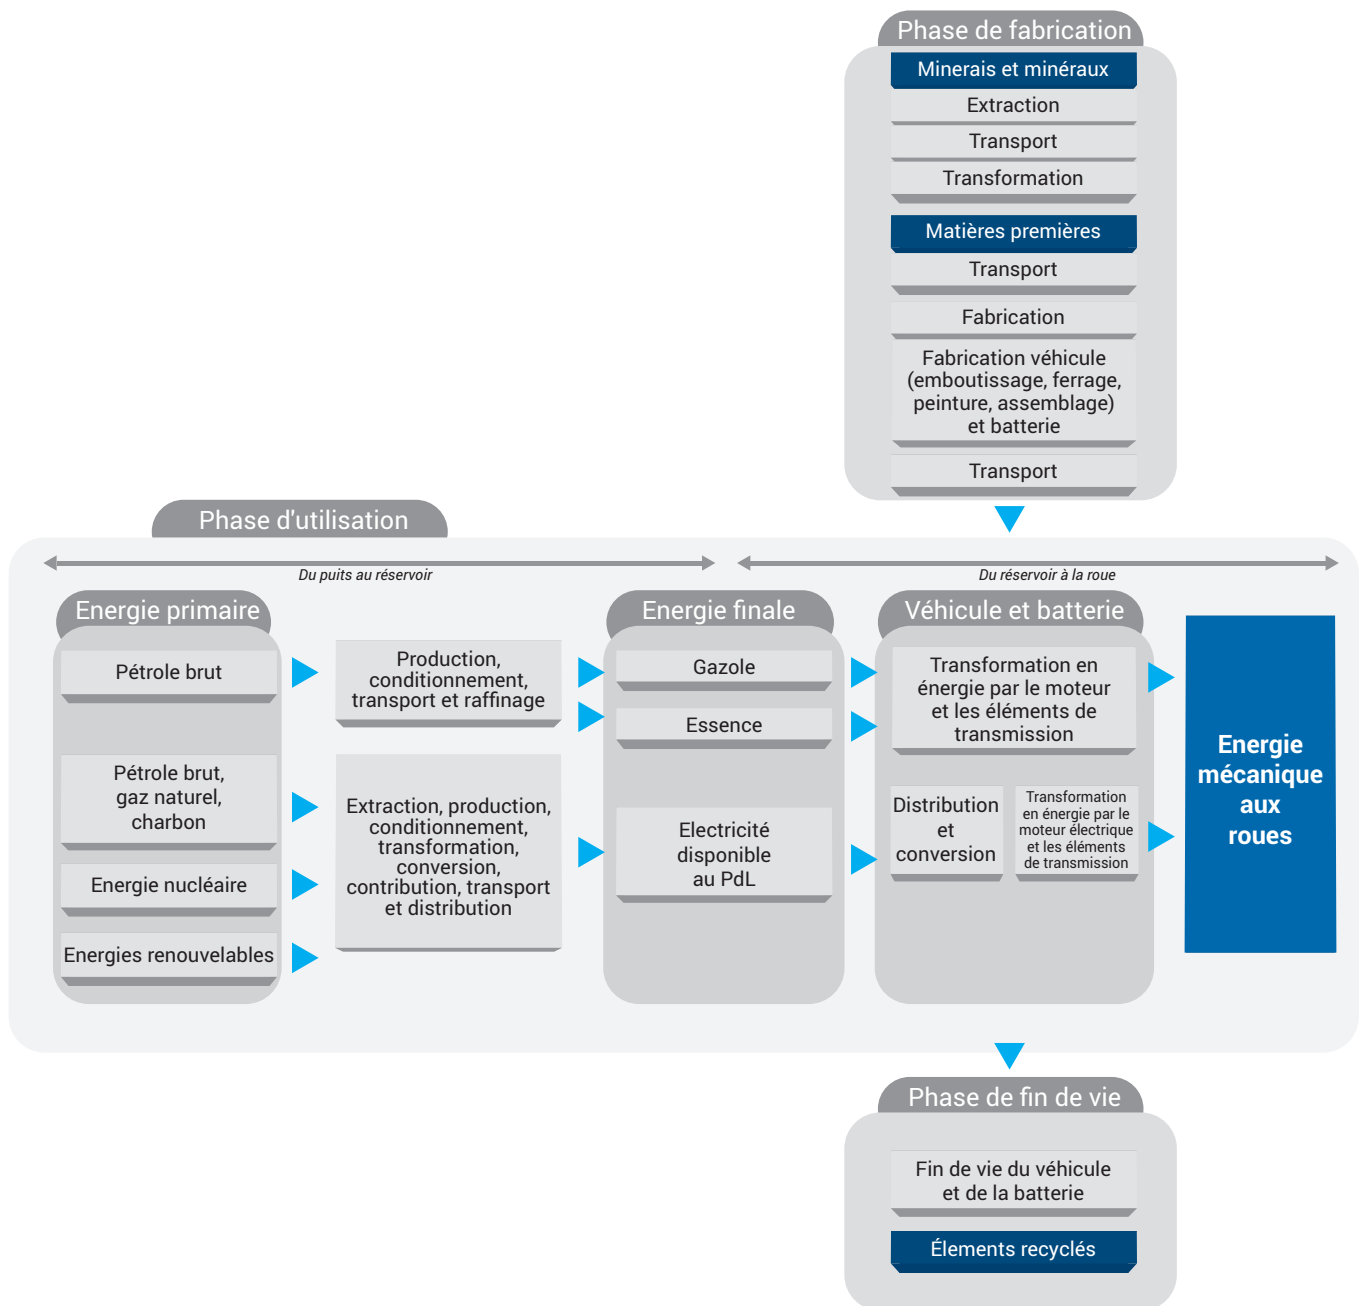 Phase de fabrication
Minerais et minéraux
Extraction
Transport
Transformation
Matières premières
Transport
Fabrication
Fabrication véhicule
(emboutissage, ferrage,
peinture, assemblage)
et batterie
Transport
Phase d'utilisation
Du puits au réservoir
Du réservoir à la roue
Energie primaire
Pétrole brut
Pétrole brut,
gaz naturel,
charbon
Energie nucléaire
Energies renouvelables
Production,
conditionnement,
transport et raffinage
Extraction, production,
conditionnement,
transformation,
conversion,
contribution, transport
et distribution
Energie finale
Gazole
Essence
Electricité
disponible
au PdL
Véhicule et batterie
Transformation en
énergie par le moteur
et les éléments de
transmission
Distribution
et
conversion
Transformation
en énergie par le
moteur électrique
et les éléments
de transmission
Energie
mécanique
aux
roues
Phase de fin de vie
Fin de vie du véhicule
et de la batterie
Élements recyclés